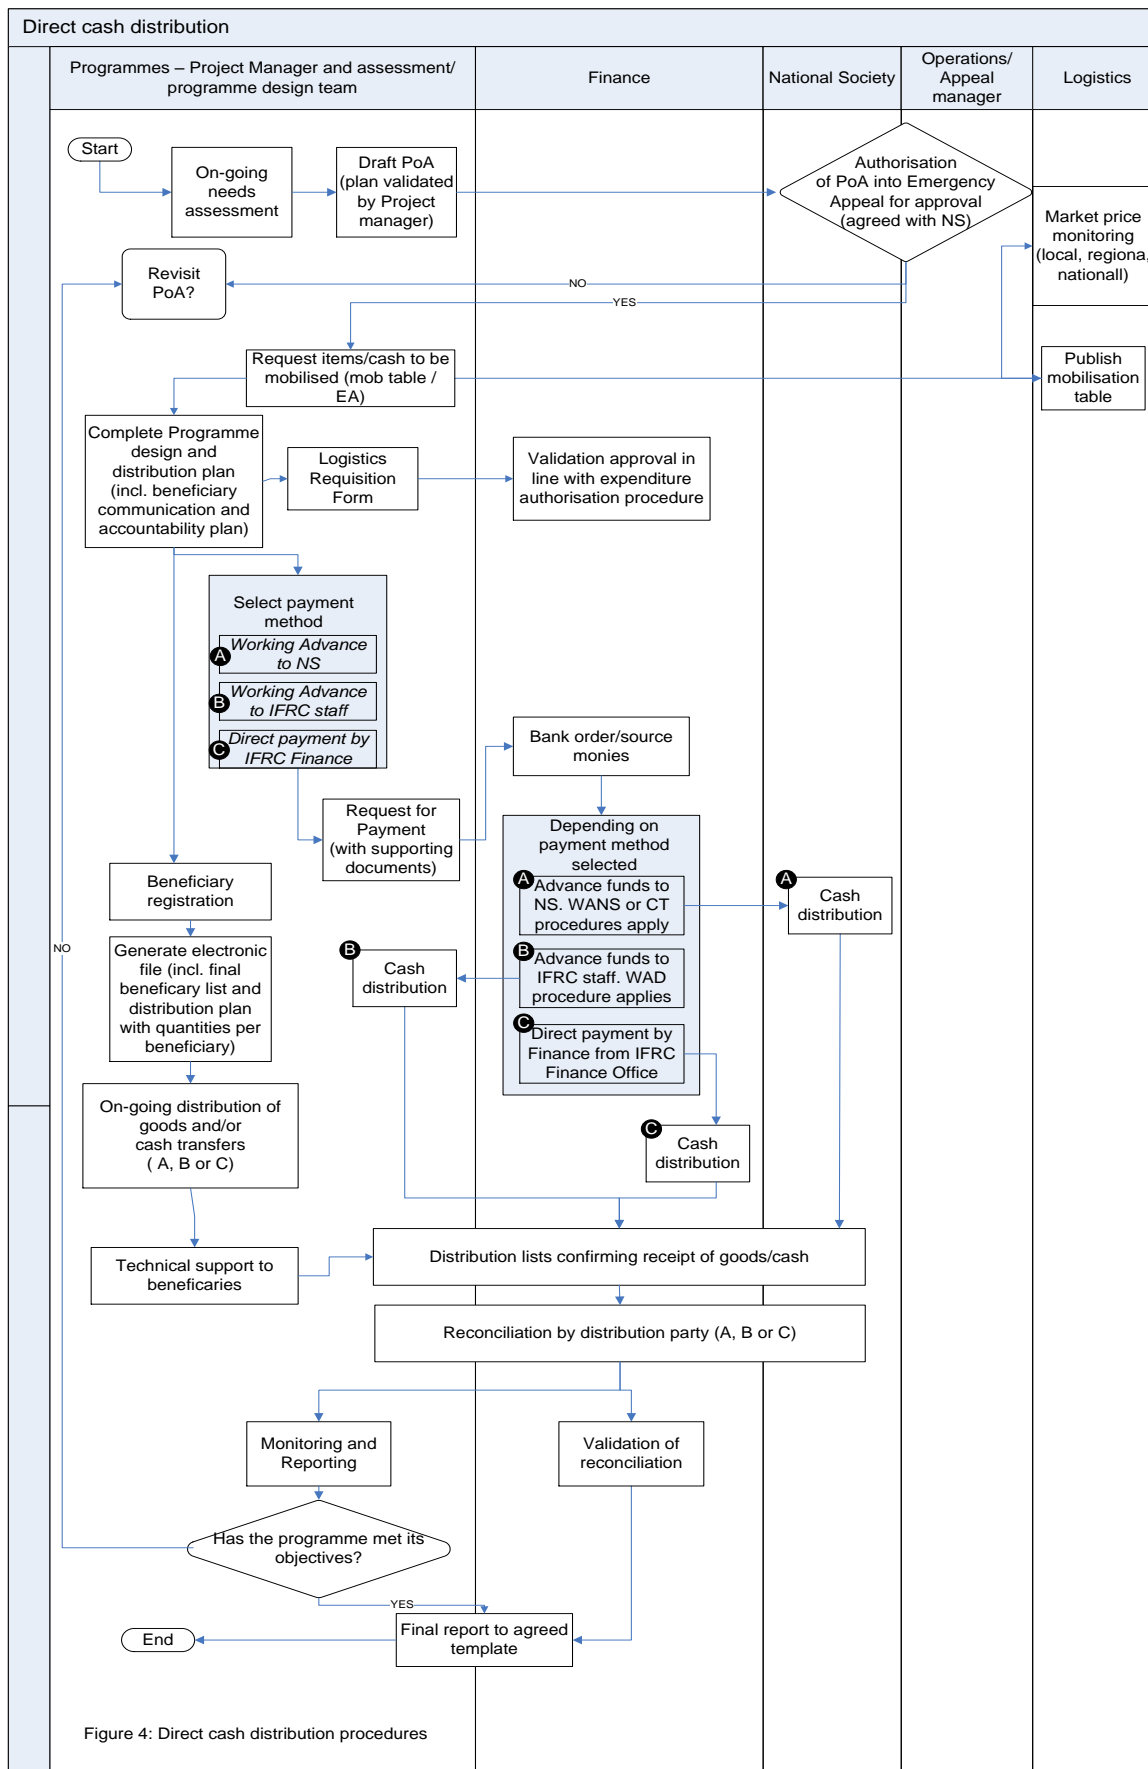 Direct cash distribution
Programmes – Project Manager and assessment/
programme design team
Finance
National Society
Operations/
Appeal
manager
Logistics
Start
On-going
needs
assessment
Draft PoA
(plan validated
by Project
manager)
Authorisation
of PoA into Emergency
Appeal for approval
(agreed with NS)
Market price
monitoring
(local, regiona,
nationall)
Revisit
PoA?
NO
YES
Request items/cash to be
mobilised (mob table /
EA)
Publish
mobilisation
table
Complete Programme
design and
distribution plan
(incl. beneficiary
communication and
accountability plan)
Logistics
Requisition
Form
Validation approval in
line with expenditure
authorisation procedure
Select payment
method
A
Working Advance
to NS
B
Working Advance
to IFRC staff
C
Direct payment by
IFRC Finance
Bank order/source
monies
Request for
Payment
(with supporting
documents)
Depending on
payment method
selected
A
Advance funds to
NS. WANS or CT
procedures apply
A
Cash
distribution
Beneficiary
registration
NO
Generate electronic
file (incl. final
beneficary list and
distribution plan
with quantities per
beneficiary)
B
Cash
distribution
B
Advance funds to
IFRC staff. WAD
procedure applies
C
Direct payment by
Finance from IFRC
Finance Office
On-going distribution of
goods and/or
cash transfers
( A, B or C)
C
Cash
distribution
Technical support to
beneficaries
Distribution lists confirming receipt of goods/cash
Reconciliation by distribution party (A, B or C)
Monitoring and
Reporting
Validation of
reconciliation
Has the programme met its
objectives?
YES
Final report to agreed
template
End
Figure 4: Direct cash distribution procedures